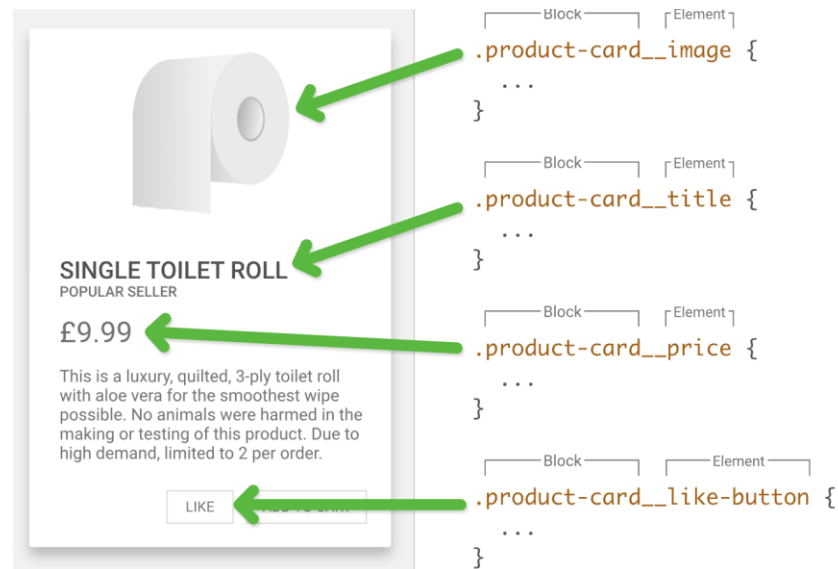 SINGLE TOILET ROLL
POPULAR SELLER
£9.99
This is a luxury, quilted, 3-ply toilet roll
with aloe vera for the smoothest wipe
possible. No animals were harmed in the
making or testing of this product. Due to
high demand, limited to 2 per order.
LIKE ADD TO CART
Block Element
.product-card__image {
...
}
Block Element
.product-card__title {
...
}
Block Element
.product-card__price {
...
}
Block Element
.product-card__like-button {
...
}